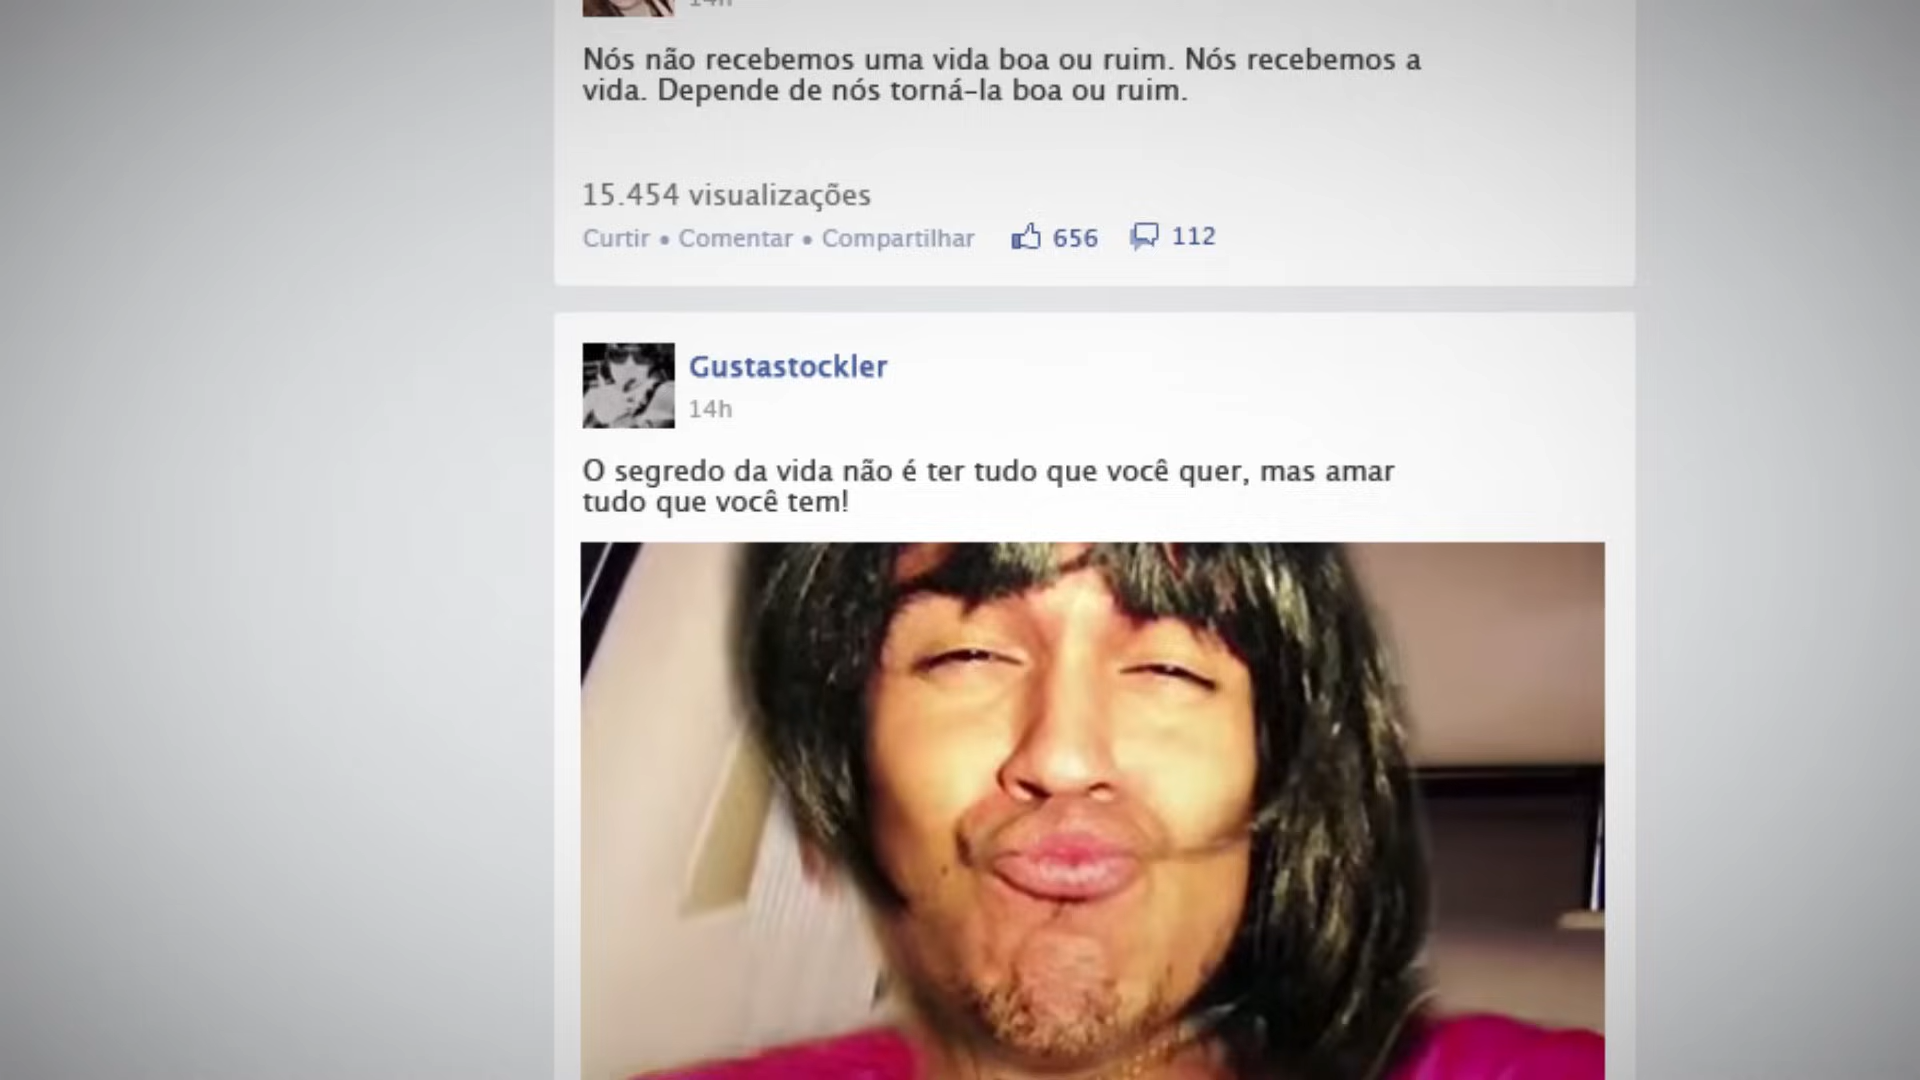 14h
Nós não recebemos uma vida boa ou ruim. Nós recebemos a
vida. Depende de nós torná-la boa ou ruim.
15.454 visualizações
Curtir • Comentar • Compartilhar 656 112
Gustastockler
14h
O segredo da vida não é ter tudo que você quer, mas amar
tudo que você tem!